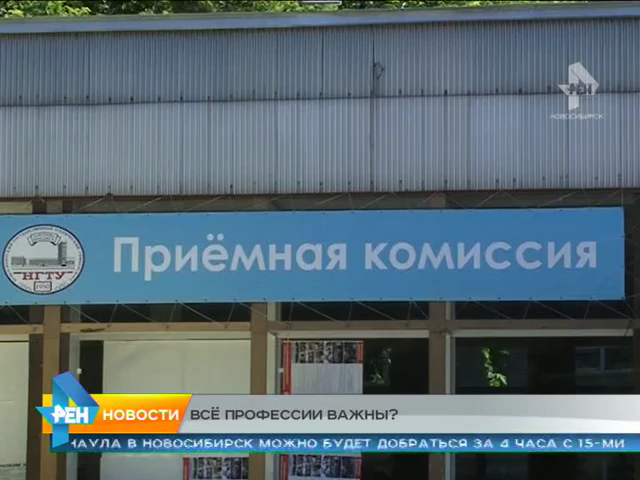 РЕН
НОВОСИБИРСК
Приёмная комиссия
НГТУ
РЕН НОВОСТИ ВСЁ ПРОФЕССИИ ВАЖНЫ?
НАУЛА В НОВОСИБИРСК МОЖНО БУДЕТ ДОБРАТЬСЯ ЗА 4 ЧАСА С 15-МИ